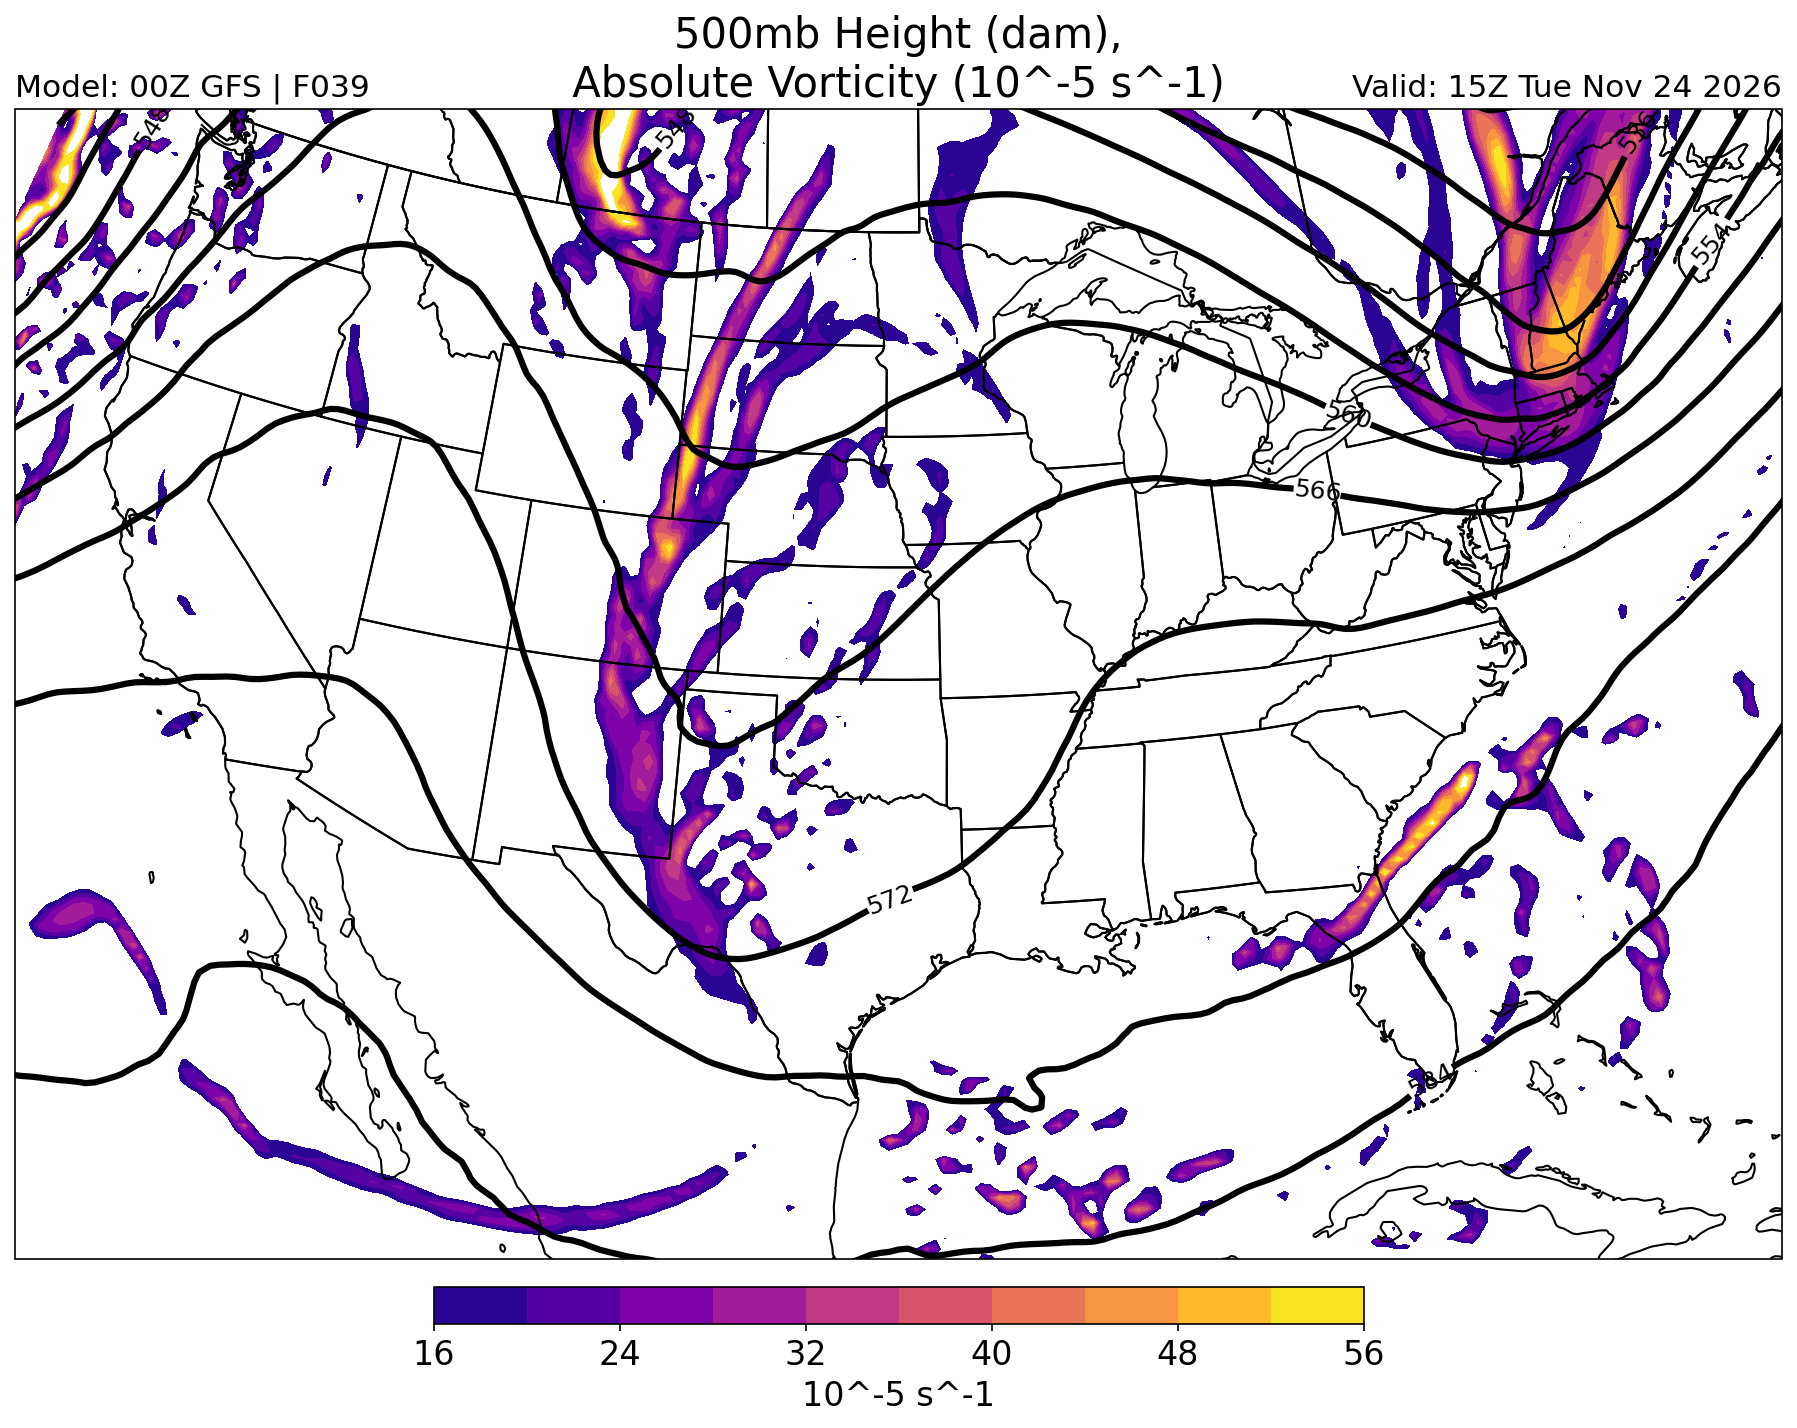 500mb Height (dam),
Absolute Vorticity (10^-5 s^-1)
Model: 00Z GFS | F039
Valid: 15Z Tue Nov 24 2026
548
548
536
554
560
566
572
584
16 24 32 40 48 56
10^-5 s^-1